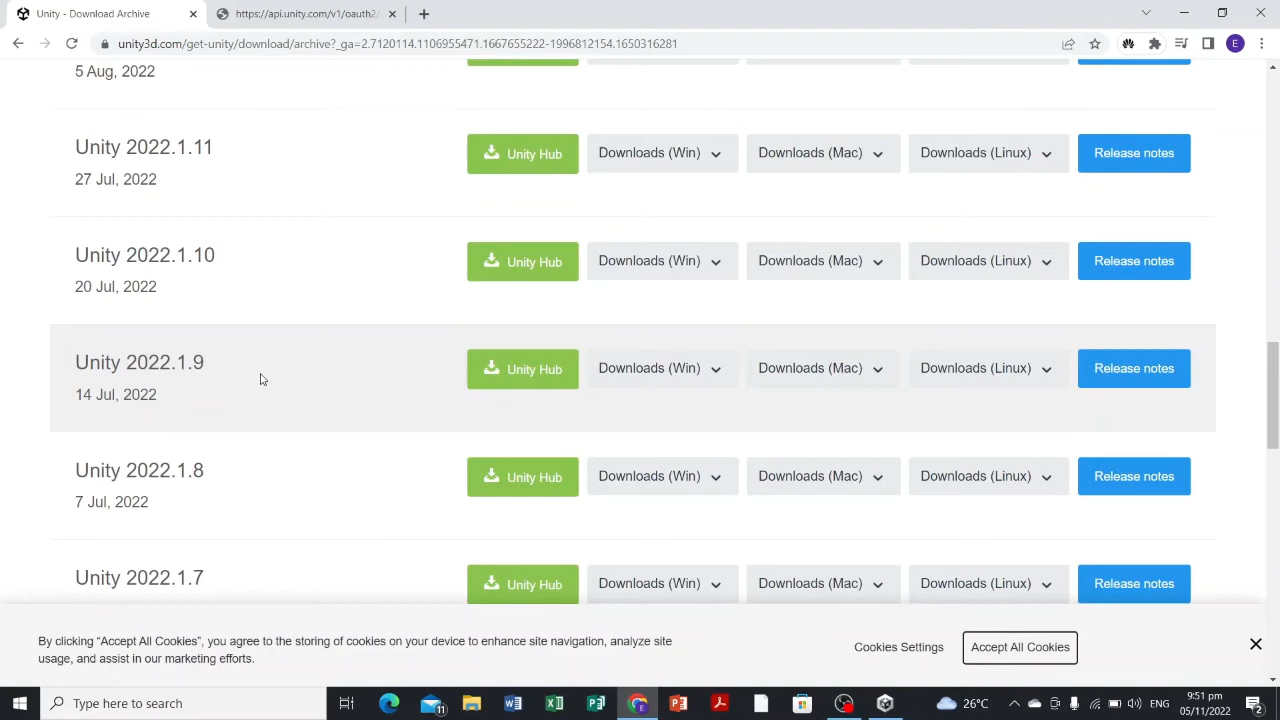 Unity - Download Archive
https://api.unity.com/v1/oauth2/
unity3d.com/get-unity/download/archive?_ga=2.7120114.1106955471.1667655222-1996812154.1650316281
E
5 Aug, 2022
Unity 2022.1.11
27 Jul, 2022
Unity Hub
Downloads (Win)
Downloads (Mac)
Downloads (Linux)
Release notes
Unity 2022.1.10
20 Jul, 2022
Unity Hub
Downloads (Win)
Downloads (Mac)
Downloads (Linux)
Release notes
Unity 2022.1.9
14 Jul, 2022
Unity Hub
Downloads (Win)
Downloads (Mac)
Downloads (Linux)
Release notes
Unity 2022.1.8
7 Jul, 2022
Unity Hub
Downloads (Win)
Downloads (Mac)
Downloads (Linux)
Release notes
Unity 2022.1.7
Unity Hub
Downloads (Win)
Downloads (Mac)
Downloads (Linux)
Release notes
By clicking “Accept All Cookies”, you agree to the storing of cookies on your device to enhance site navigation, analyze site
usage, and assist in our marketing efforts.
Cookies Settings
Accept All Cookies
Type here to search
11
26°C
ENG
9:51 pm
05/11/2022
2